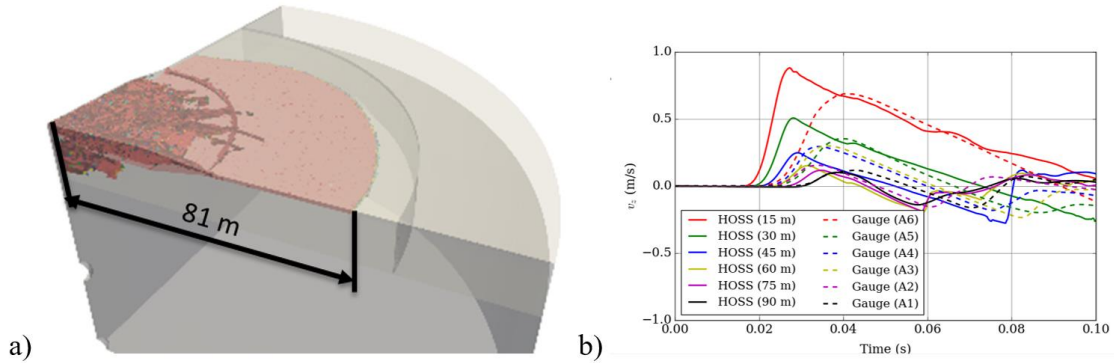 81 m
a)
b)
1.0
0.5
0.0
−0.5
−1.0
v_z (m/s)
HOSS (15 m) Gauge (A6)
HOSS (30 m) Gauge (A5)
HOSS (45 m) Gauge (A4)
HOSS (60 m) Gauge (A3)
HOSS (75 m) Gauge (A2)
HOSS (90 m) Gauge (A1)
0.00 0.02 0.04 0.06 0.08 0.10
Time (s)